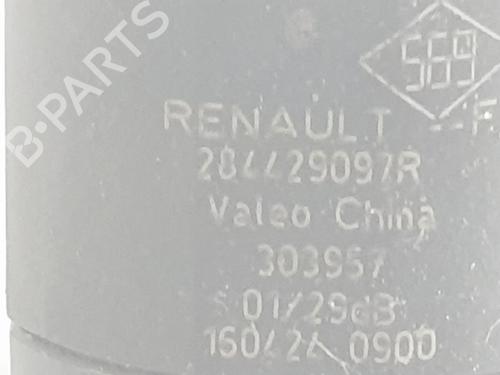 B-PARTS
569
RENAULT --F
284429097R
Valeo China
303957
01/29dB
160424 0900